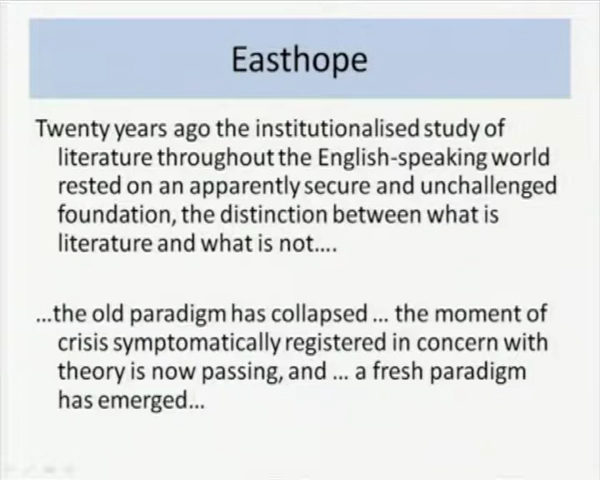 Easthope
Twenty years ago the institutionalised study of
literature throughout the English-speaking world
rested on an apparently secure and unchallenged
foundation, the distinction between what is
literature and what is not....
...the old paradigm has collapsed ... the moment of
crisis symptomatically registered in concern with
theory is now passing, and ... a fresh paradigm
has emerged...